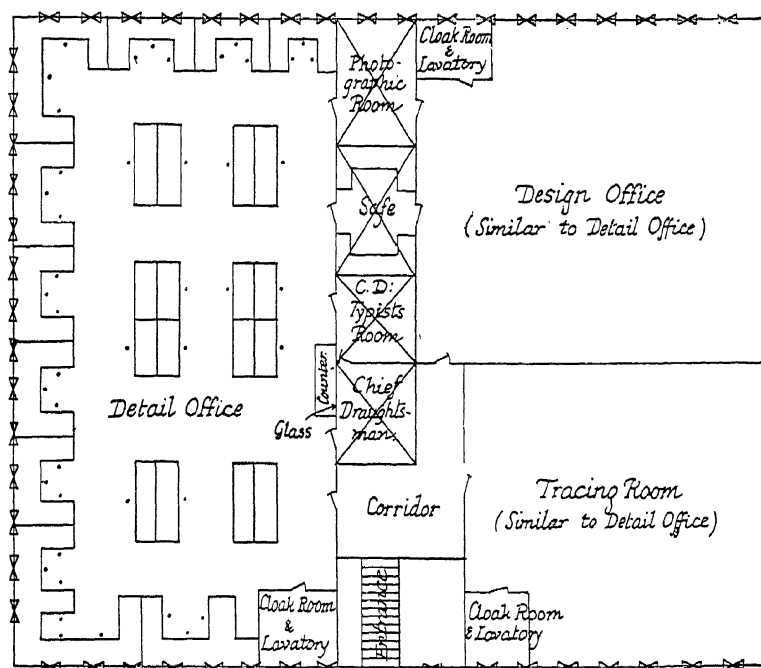 Photo-
graphic
Room
Cloak Room
&
Lavatory
Safe
Design Office
(Similar to Detail Office)
C.D:
Typists
Room
Counter
Glass
Chief
Draughts-
man.
Detail Office
Corridor
Tracing Room
(Similar to Detail Office)
Entrance
Cloak Room
&
Lavatory
Cloak Room
& Lavatory